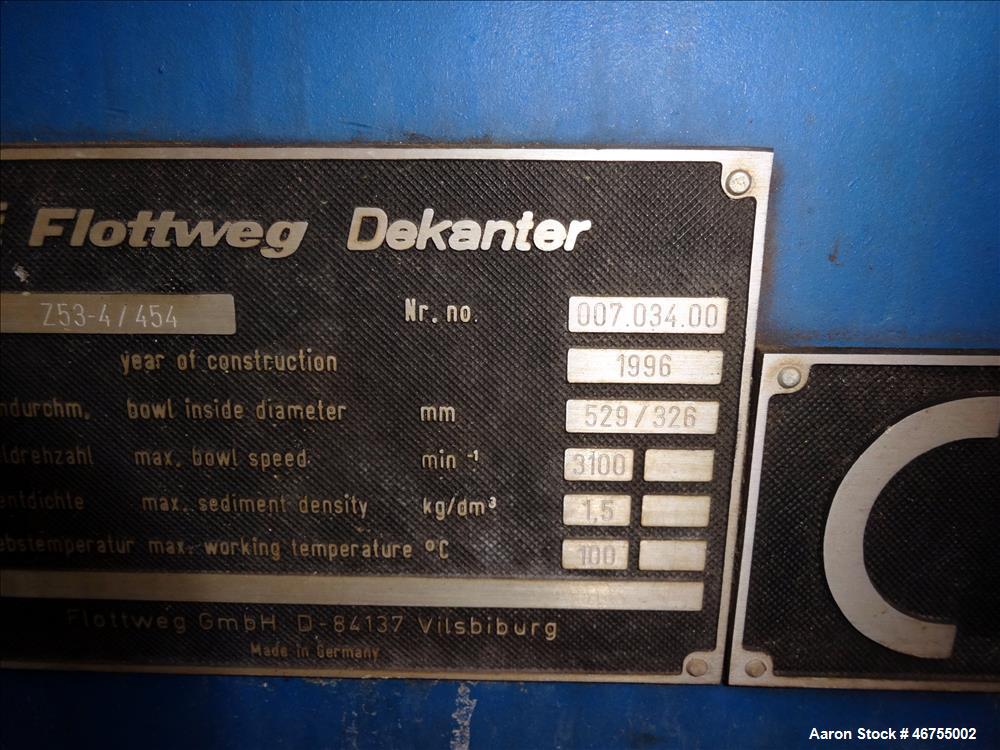 Flottweg Dekanter
Z53-4/454 Nr. no. 007.034.00
year of construction 1996
ndurchm. bowl inside diameter mm 529/326
ldrehzahl max. bowl speed min -1 3100
entdichte max. sediment density kg/dm³ 1,5
ebstemperatur max. working temperature °C 100
Flottweg GmbH D-84137 Vilsbiburg
Made in Germany
Aaron Stock # 46755002